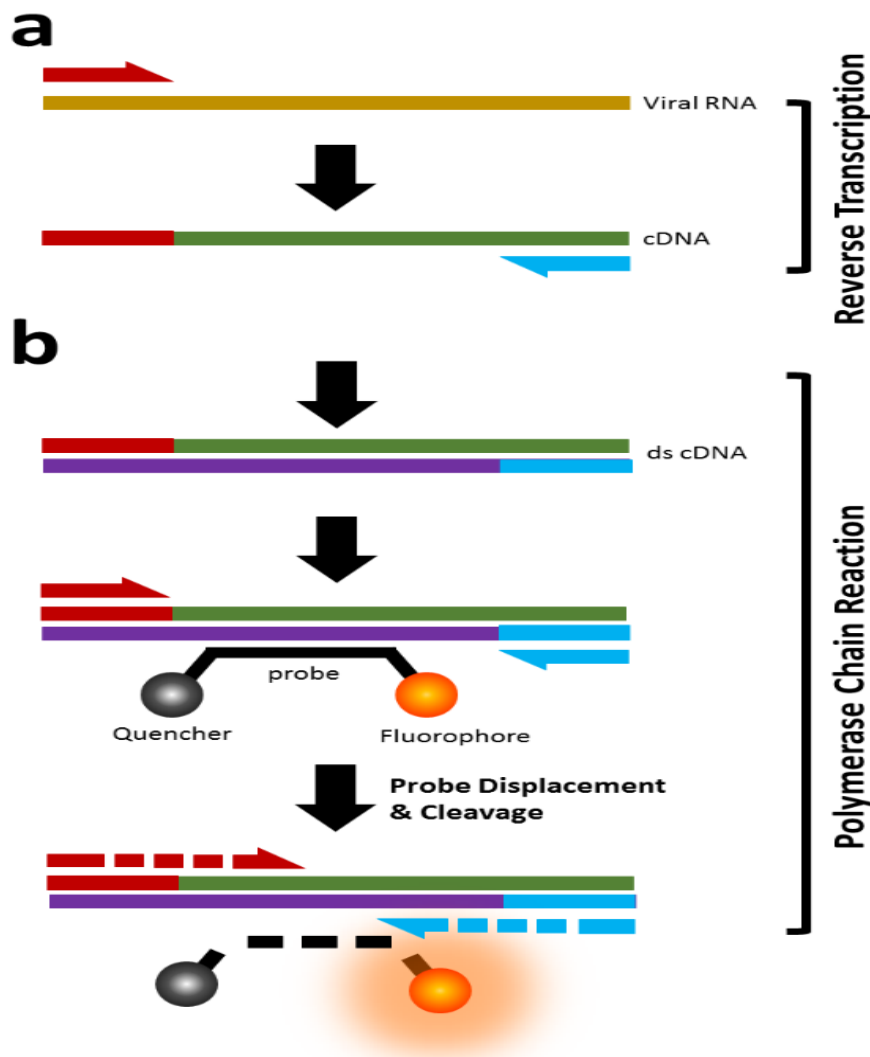 a
Viral RNA
cDNA
Reverse Transcription
b
ds cDNA
probe
Quencher
Fluorophore
Probe Displacement
& Cleavage
Polymerase Chain Reaction